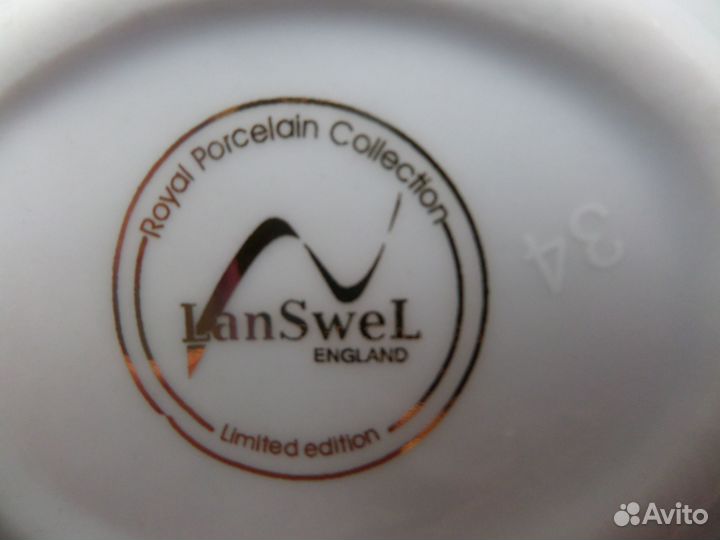 Royal Porcelain Collection
LanSweL
ENGLAND
Limited edition
34
Avito